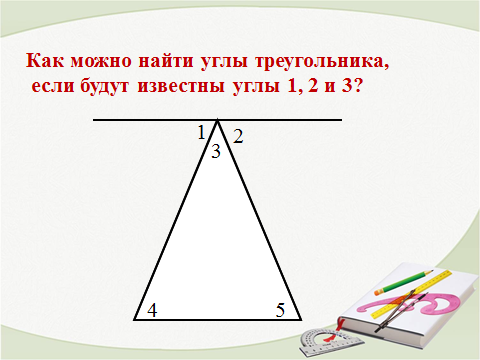 Как можно найти углы треугольника,
если будут известны углы 1, 2 и 3?
1 2
3
4 5